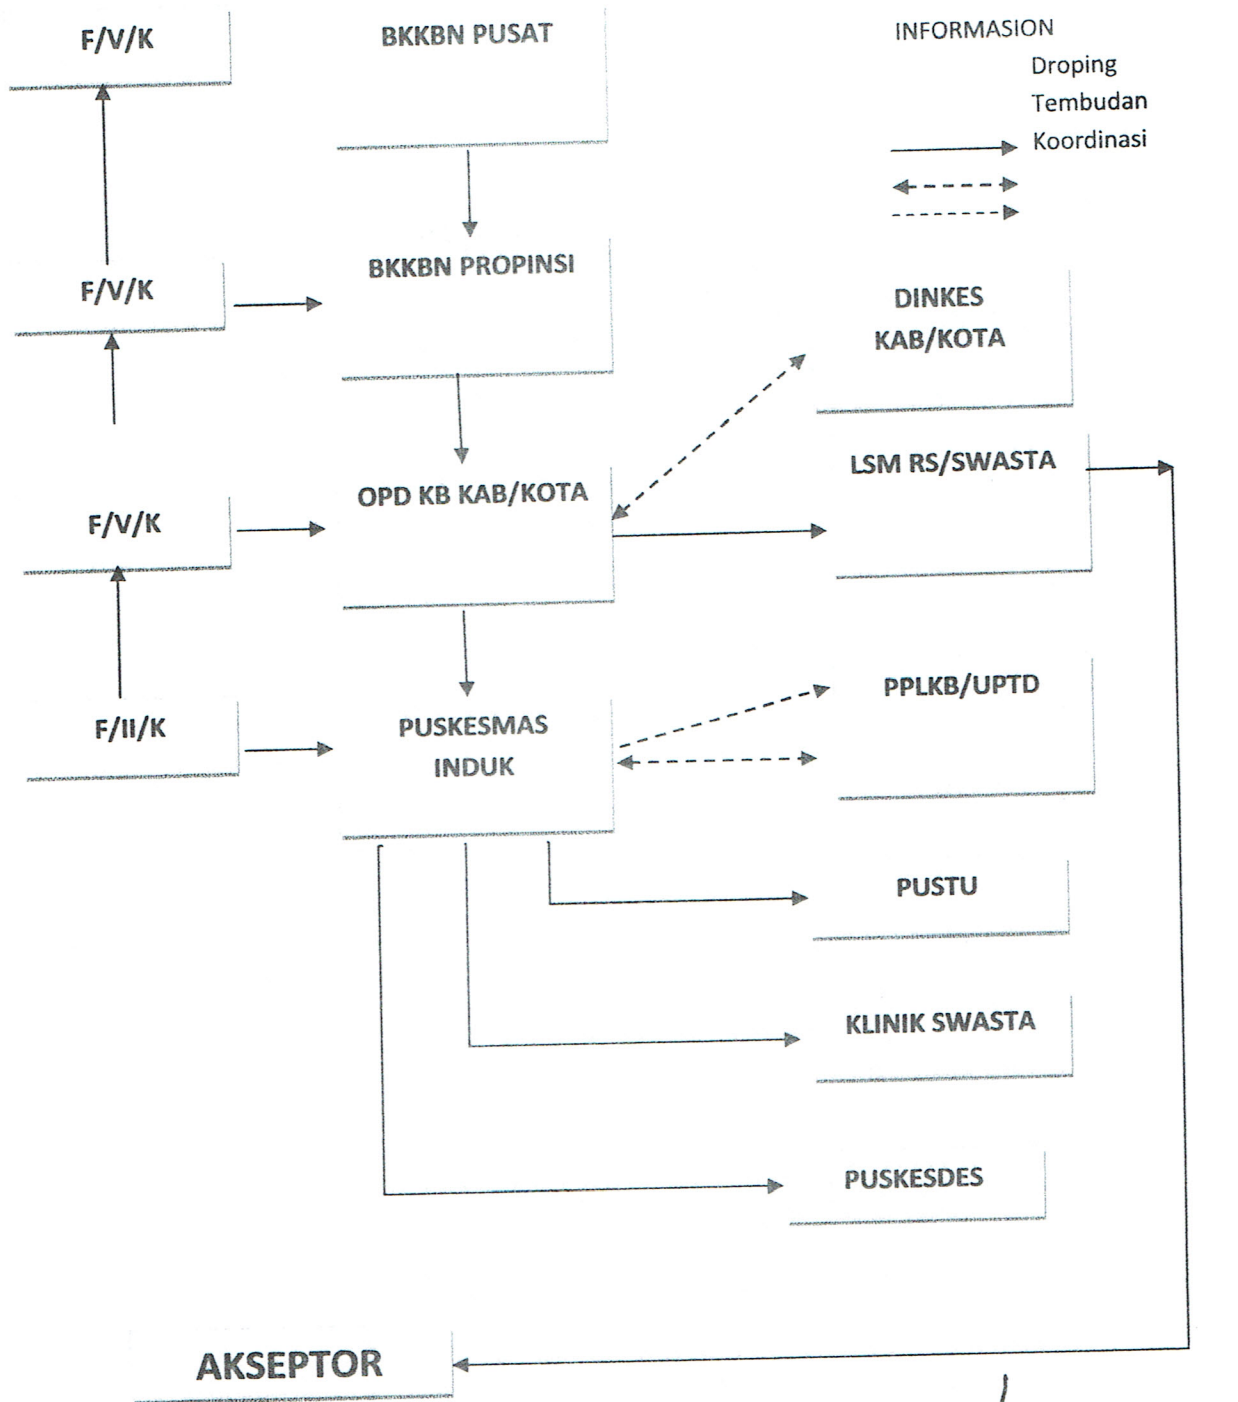 F/V/K
BKKBN PUSAT
INFORMASION
Droping
Tembudan
Koordinasi
F/V/K
BKKBN PROPINSI
DINKES
KAB/KOTA
F/V/K
OPD KB KAB/KOTA
LSM RS/SWASTA
F/II/K
PUSKESMAS
INDUK
PPLKB/UPTD
PUSTU
KLINIK SWASTA
PUSKESDES
AKSEPTOR